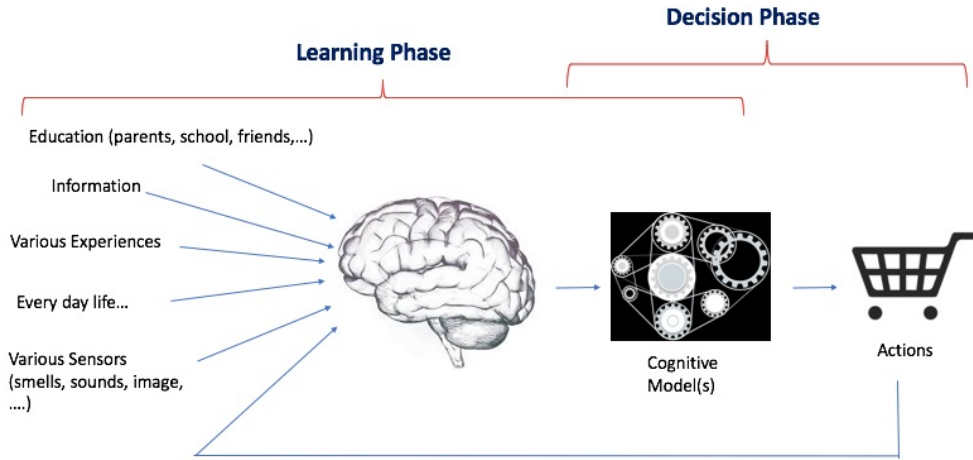 Decision Phase
Learning Phase
Education (parents, school, friends,...)
Information
Various Experiences
Every day life...
Various Sensors
(smells, sounds, image,
....)
Cognitive
Model(s)
Actions